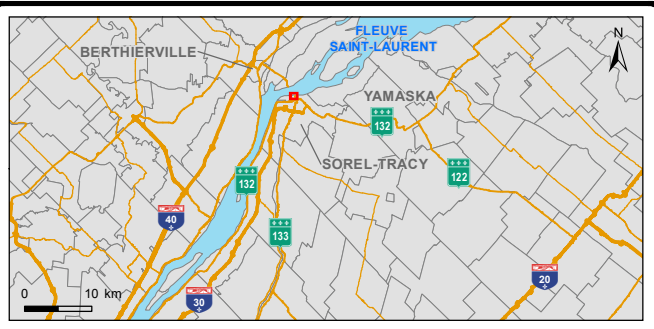 FLEUVE
SAINT-LAURENT
N
BERTHIERVILLE
YAMASKA
132
SOREL-TRACY
132
122
40
133
20
0 10 km
30